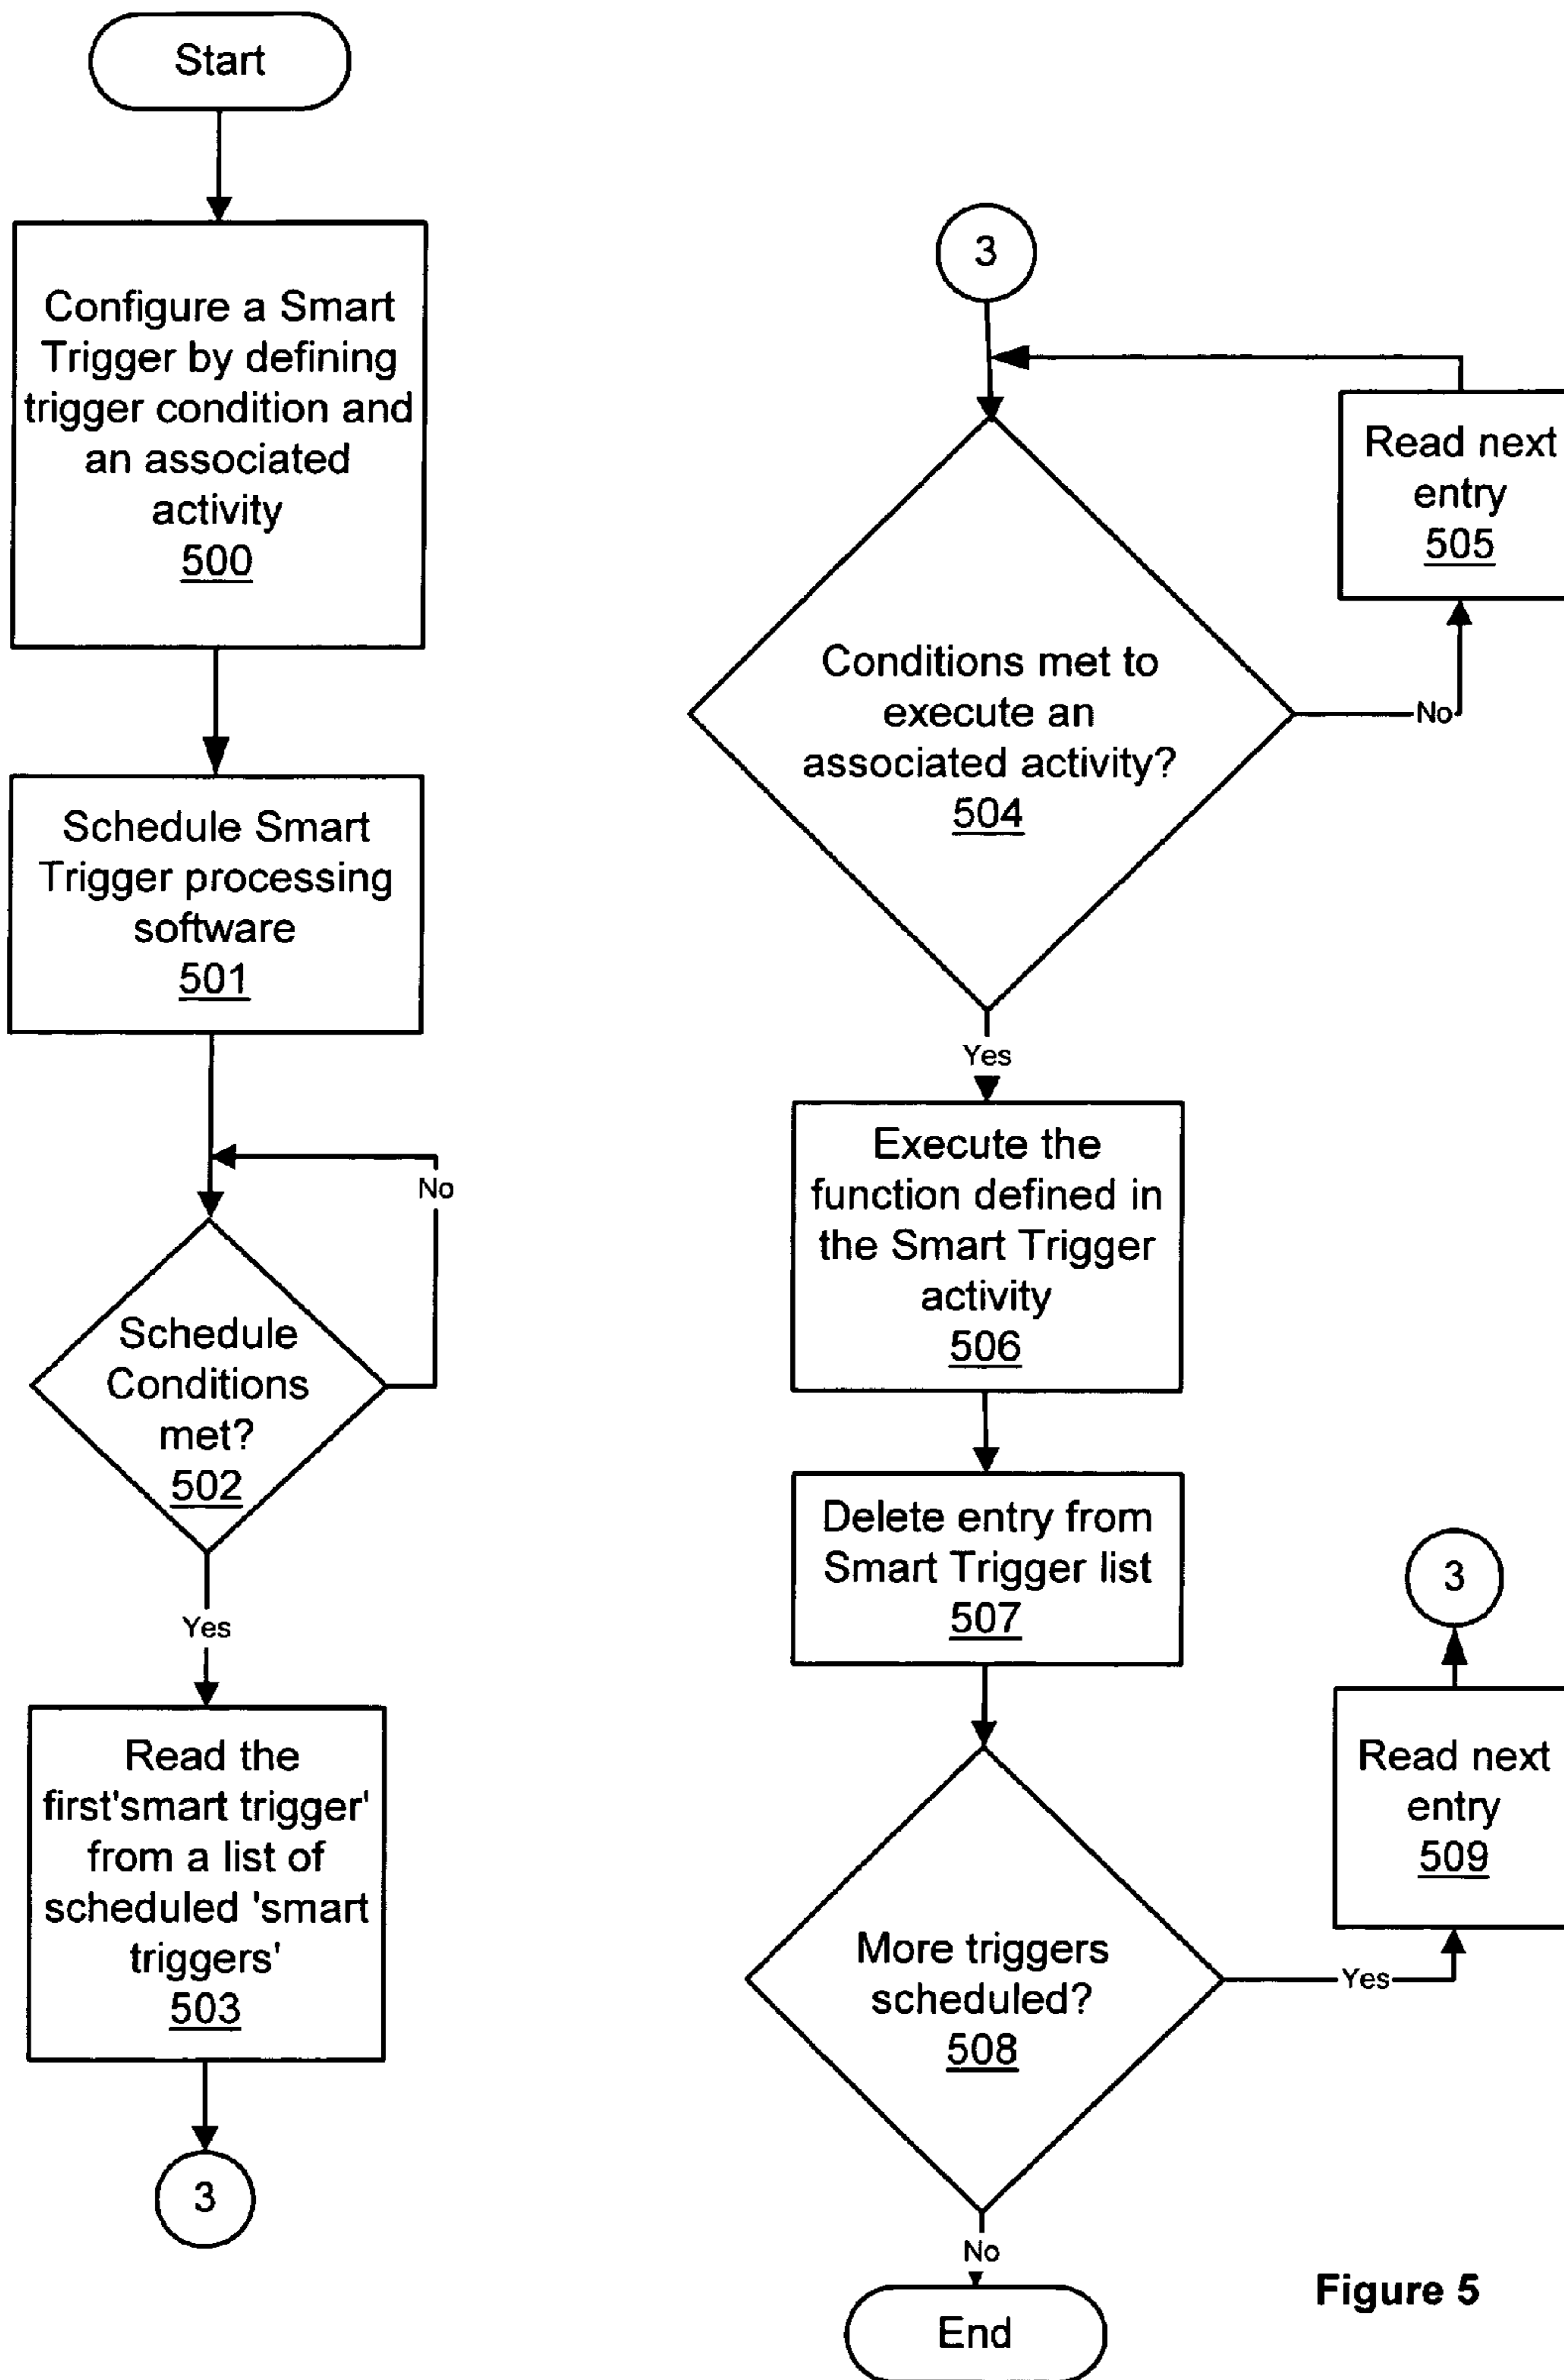 Start
Configure a Smart
Trigger by defining
trigger condition and
an associated
activity
500
Schedule Smart
Trigger processing
software
501
No
Schedule
Conditions
met?
502
Yes
Read the
first'smart trigger'
from a list of
scheduled 'smart
triggers'
503
3
3
Read next
entry
505
Conditions met to
execute an
associated activity?
504
No
Yes
Execute the
function defined in
the Smart Trigger
activity
506
Delete entry from
Smart Trigger list
507
3
Read next
entry
509
More triggers
scheduled?
508
Yes
No
End
Figure 5